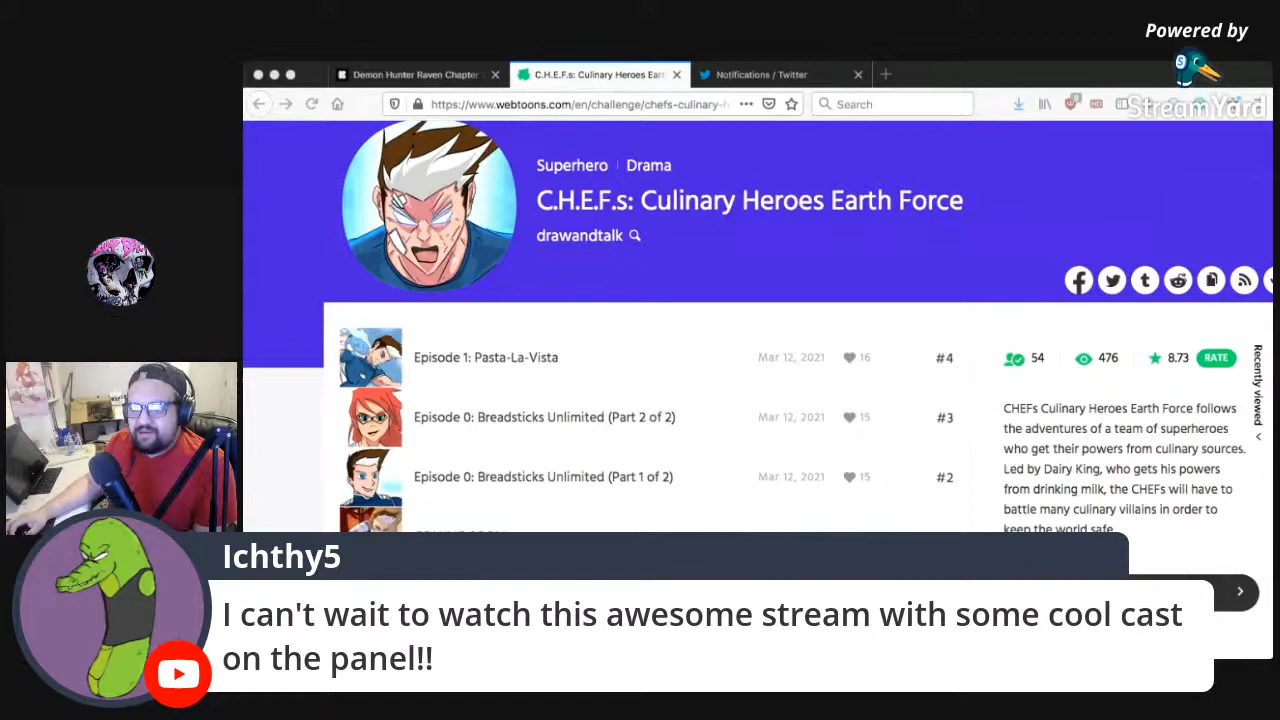 Powered by
StreamYard
Demon Hunter Raven Chapter
C.H.E.F.s: Culinary Heroes Eart
Notifications / Twitter
https://www.webtoons.com/en/challenge/chefs-culinary-h
Search
Superhero | Drama
C.H.E.F.s: Culinary Heroes Earth Force
drawandtalk
Episode 1: Pasta-La-Vista Mar 12, 2021 16 #4
Episode 0: Breadsticks Unlimited (Part 2 of 2) Mar 12, 2021 15 #3
Episode 0: Breadsticks Unlimited (Part 1 of 2) Mar 12, 2021 15 #2
54 476 8.73 RATE
CHEFs Culinary Heroes Earth Force follows
the adventures of a team of superheroes
who get their powers from culinary sources.
Led by Dairy King, who gets his powers
from drinking milk, the CHEFs will have to
battle many culinary villains in order to
keep the world safe
Recently viewed
Ichthy5
I can't wait to watch this awesome stream with some cool cast
on the panel!!